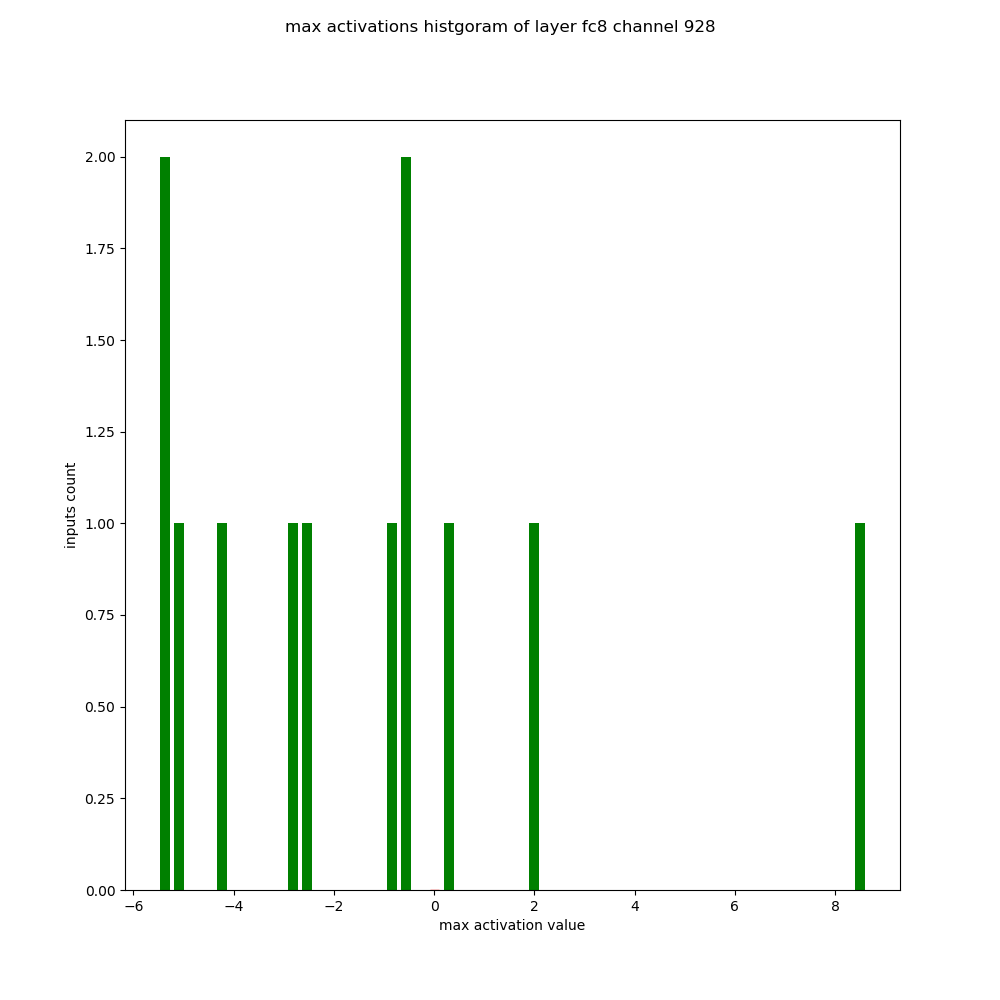 max activations histgoram of layer fc8 channel 928
2.00
1.75
1.50
1.25
1.00
0.75
0.50
0.25
0.00
inputs count
−6 −4 −2 0 2 4 6 8
max activation value